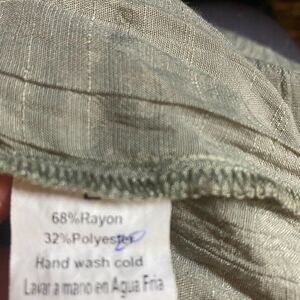 L
68%Rayon
32%Polyester
Hand wash cold
Lavar a mano en Agua Fria